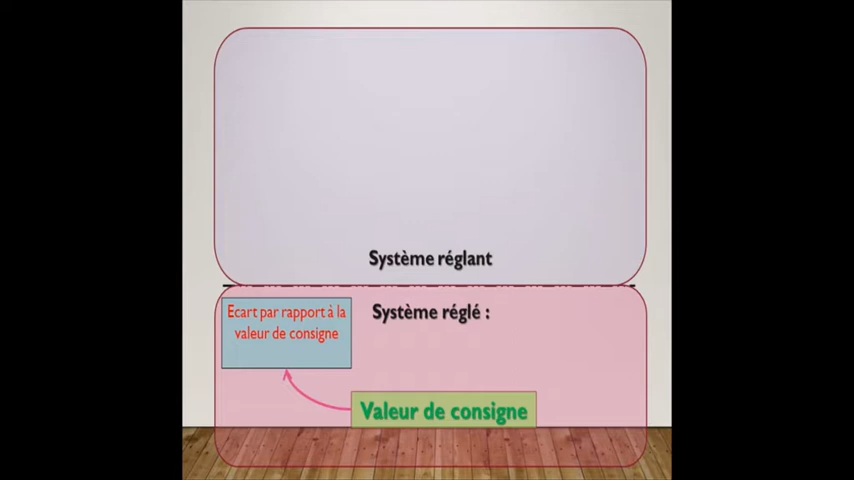 Système réglant
Ecart par rapport à la
valeur de consigne
Système réglé :
Valeur de consigne